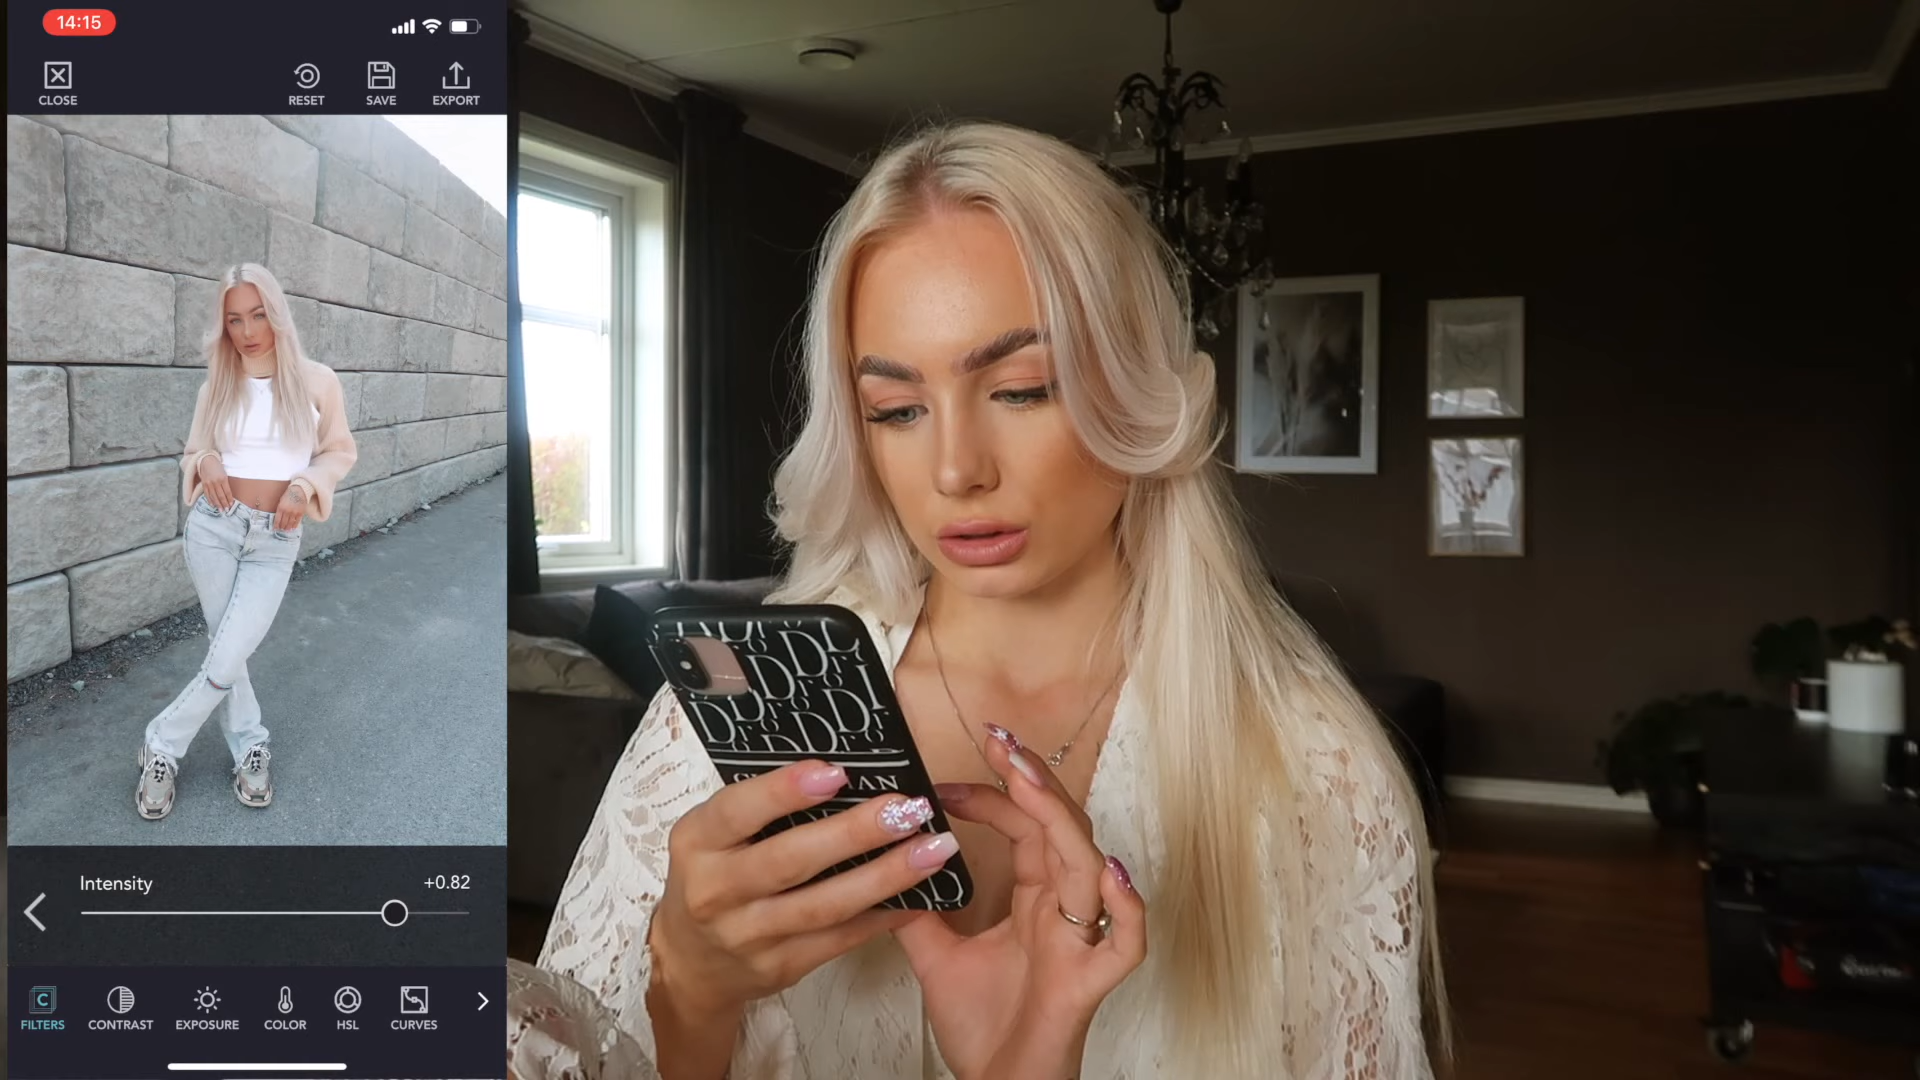 14:15
CLOSE
RESET
SAVE
EXPORT
Intensity
+0.82
C
FILTERS
CONTRAST
EXPOSURE
COLOR
HSL
CURVES